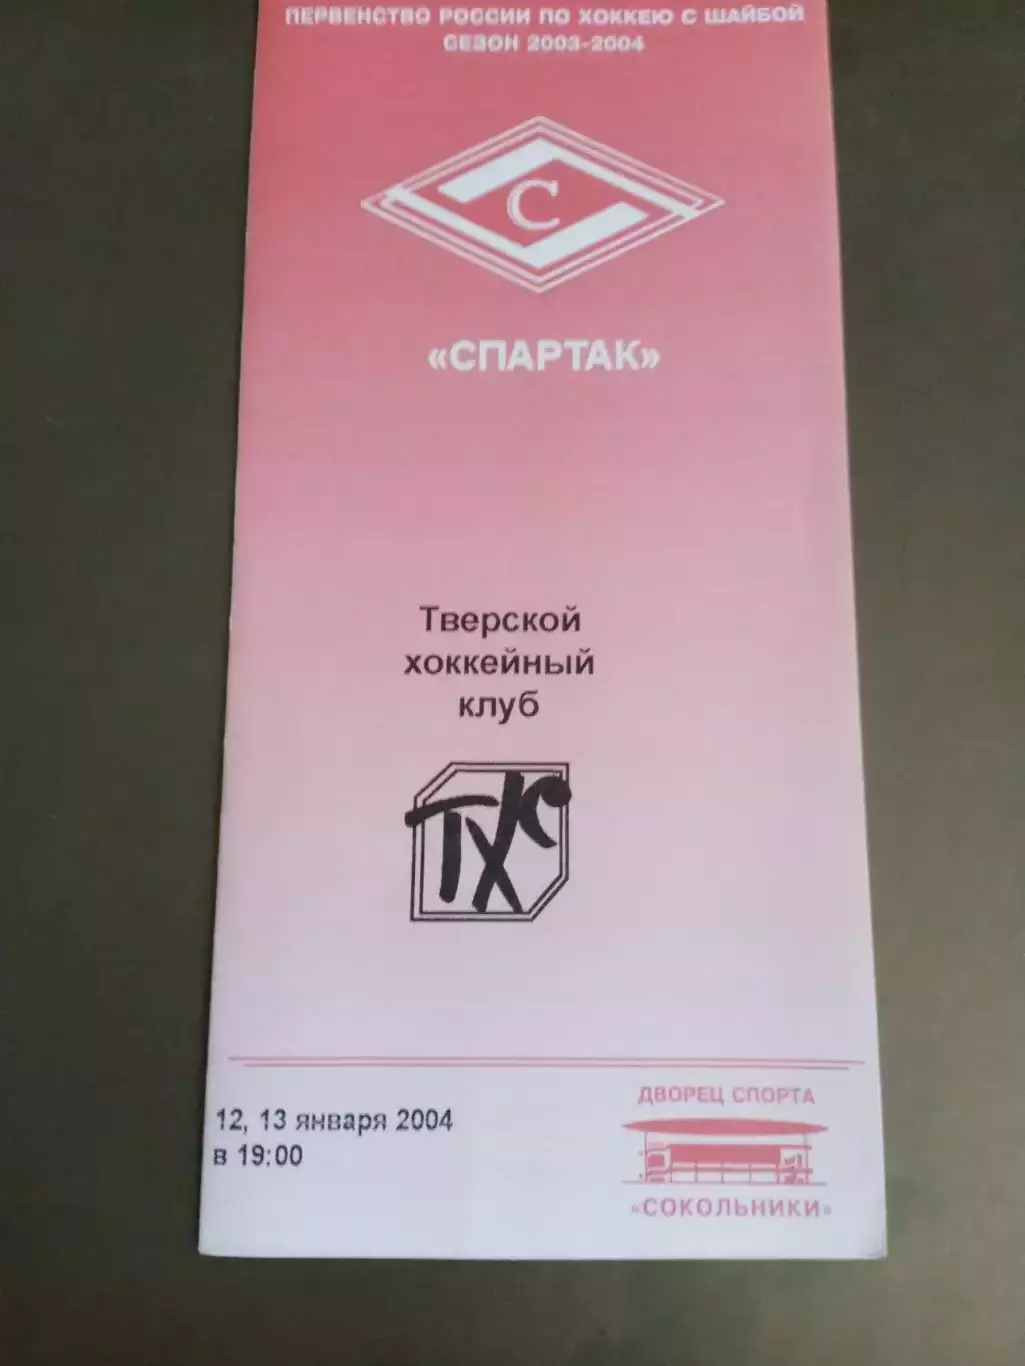 ПЕРВЕНСТВО РОССИИ ПО ХОККЕЮ С ШАЙБОЙ
СЕЗОН 2003-2004
С
«СПАРТАК»
Тверской
хоккейный
клуб
ТХК
12, 13 января 2004
в 19:00
ДВОРЕЦ СПОРТА
«СОКОЛЬНИКИ»